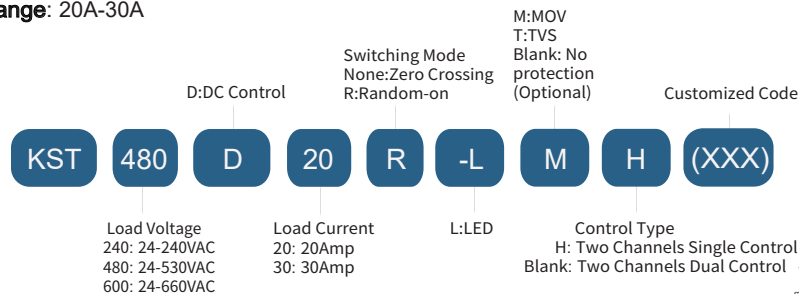 ange: 20A-30A
M:MOV
T:TVS
Blank: No
protection
(Optional)
Switching Mode
None:Zero Crossing
R:Random-on
D:DC Control
Customized Code
KST 480 D 20 R -L M H (XXX)
Load Voltage
240: 24-240VAC
480: 24-530VAC
600: 24-660VAC
Load Current
20: 20Amp
30: 30Amp
L:LED
Control Type
H: Two Channels Single Control
Blank: Two Channels Dual Control